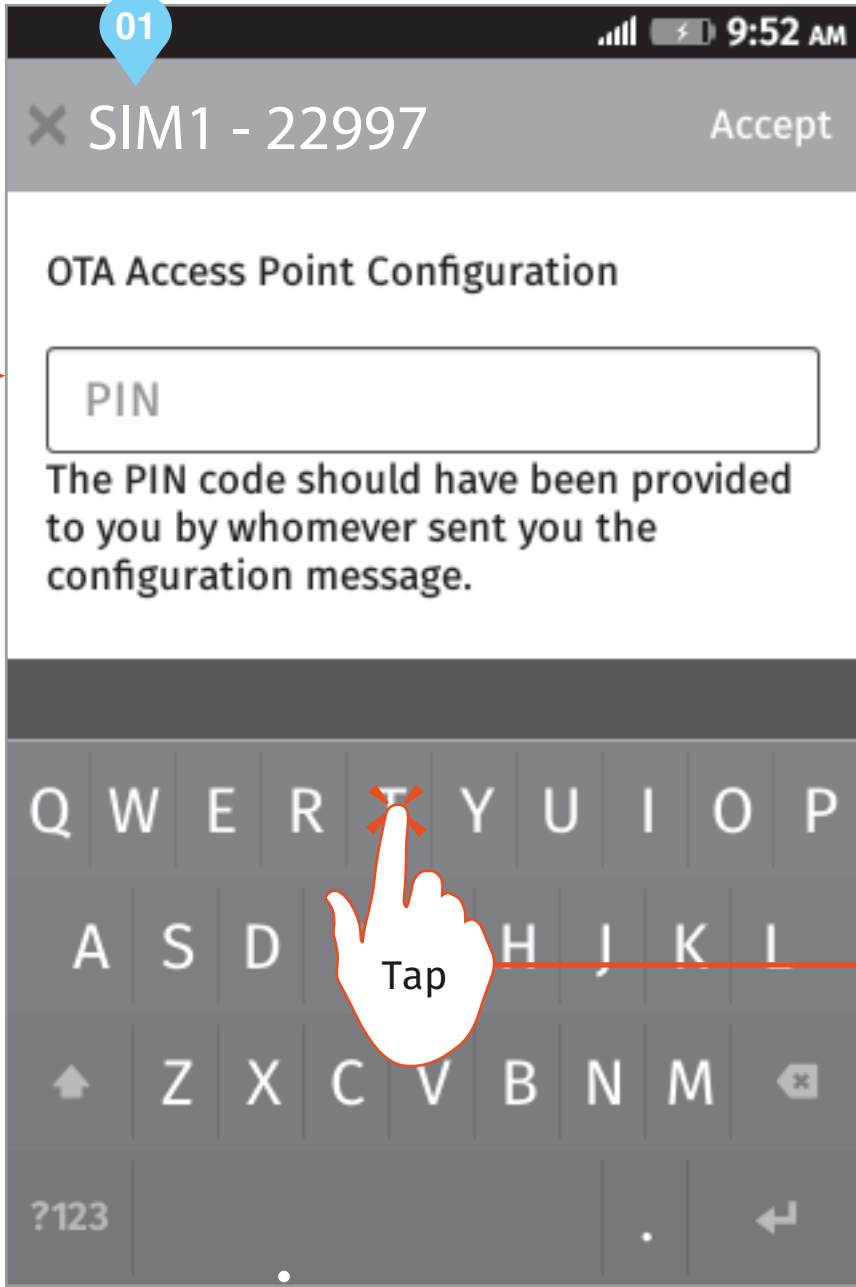 01
9:52 AM
SIM1 - 22997 Accept
OTA Access Point Configuration
PIN
The PIN code should have been provided
to you by whomever sent you the
configuration message.
Q W E R T Y U I O P
A S D H J K L
Tap
Z X C V B N M
?123 .